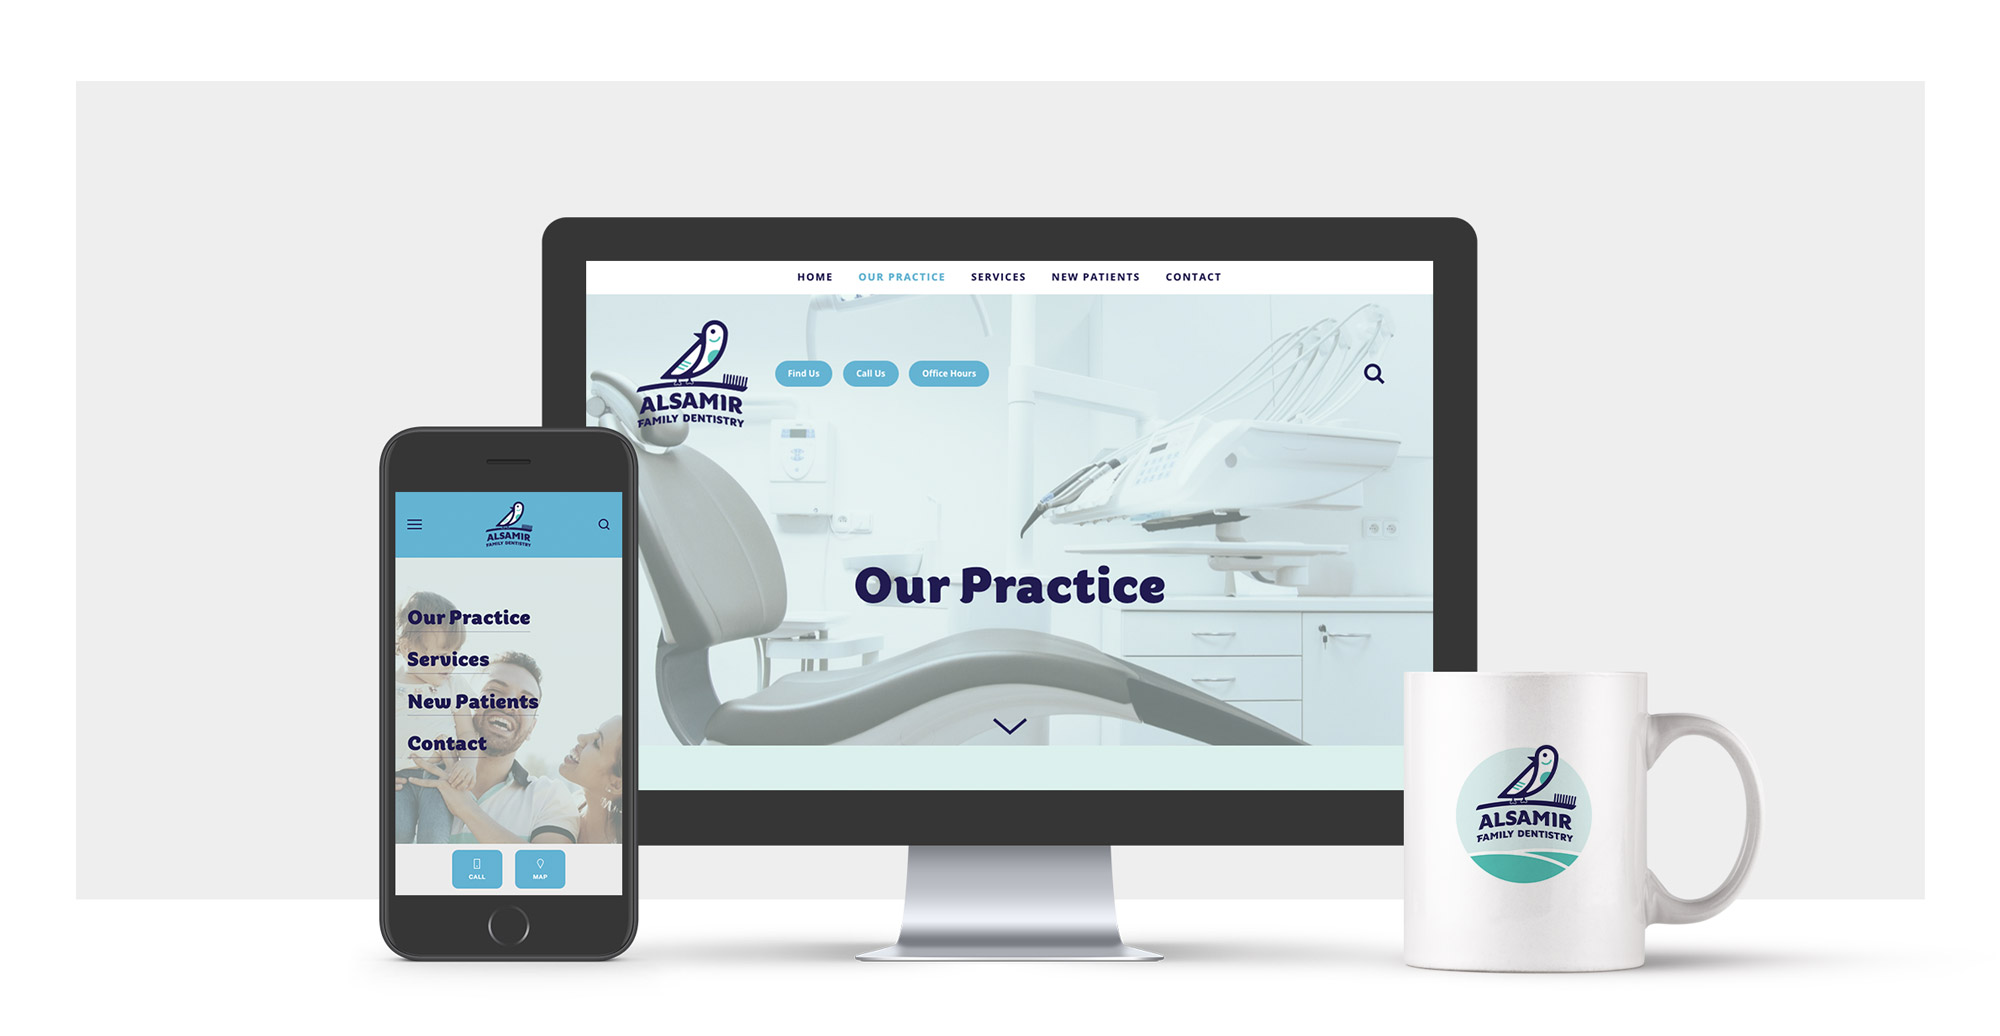 HOME OUR PRACTICE SERVICES NEW PATIENTS CONTACT
ALSAMIR
FAMILY DENTISTRY
Find Us Call Us Office Hours
Our Practice
ALSAMIR
FAMILY DENTISTRY
Our Practice
Services
New Patients
Contact
CALL MAP
ALSAMIR
FAMILY DENTISTRY